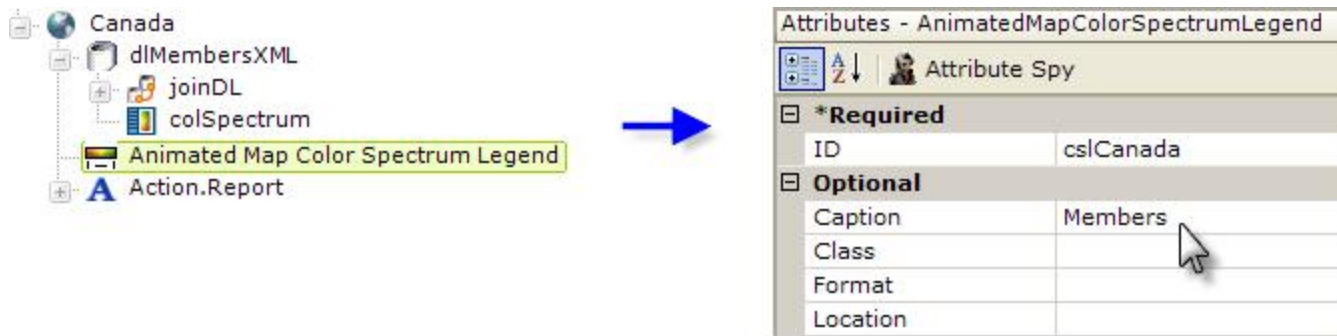 Canada
dlMembersXML
joinDL
colSpectrum
Animated Map Color Spectrum Legend
A Action.Report
Attributes - AnimatedMapColorSpectrumLegend
A Z Attribute Spy
*Required
ID cslCanada
Optional
Caption Members
Class
Format
Location